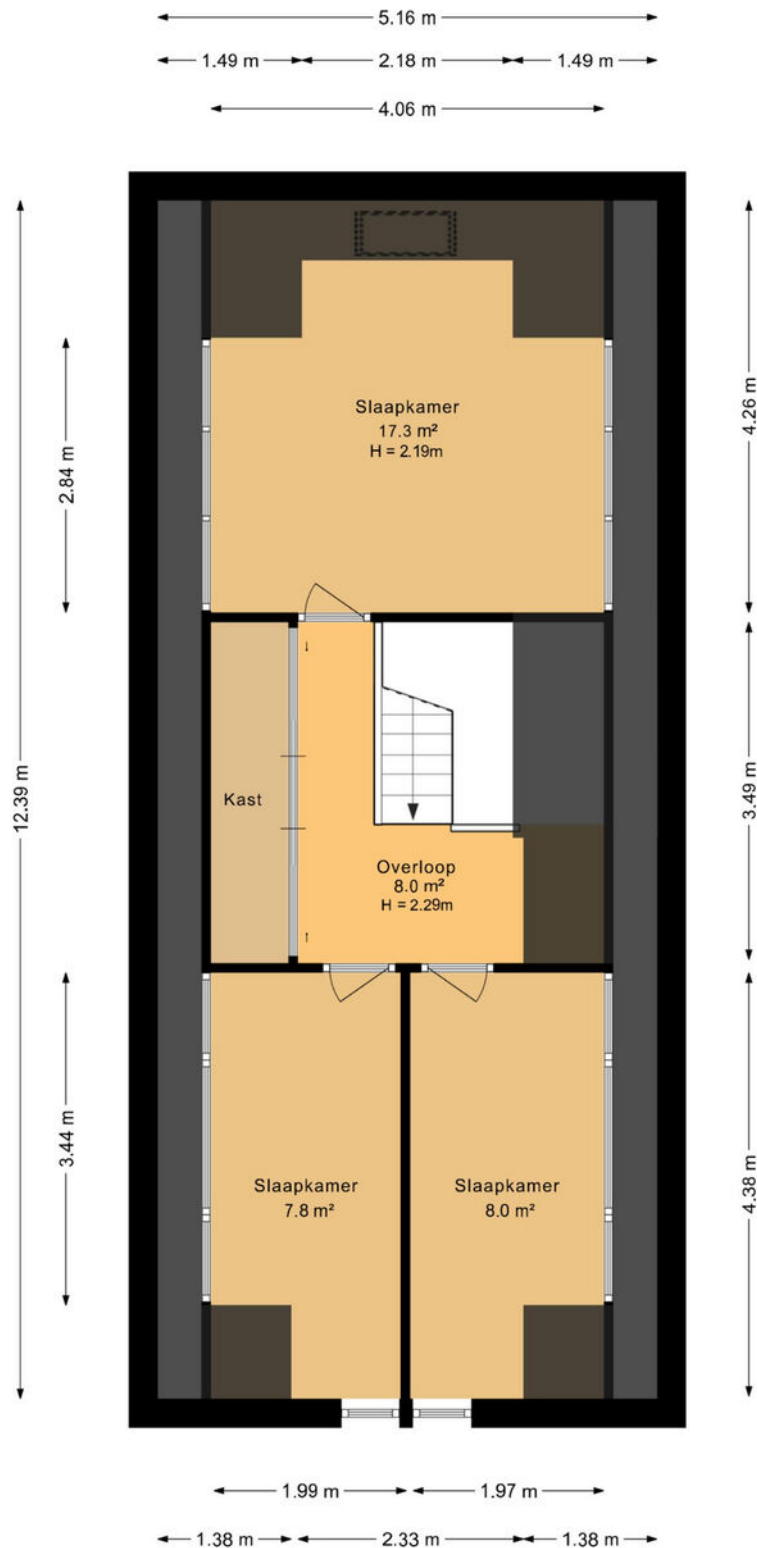 5.16 m
1.49 m
2.18 m
1.49 m
4.06 m
Slaapkamer
17.3 m²
H = 2.19m
2.84 m
4.26 m
12.39 m
Kast
3.49 m
Overloop
8.0 m²
H = 2.29m
3.44 m
4.38 m
Slaapkamer
7.8 m²
Slaapkamer
8.0 m²
1.99 m
1.97 m
1.38 m
2.33 m
1.38 m